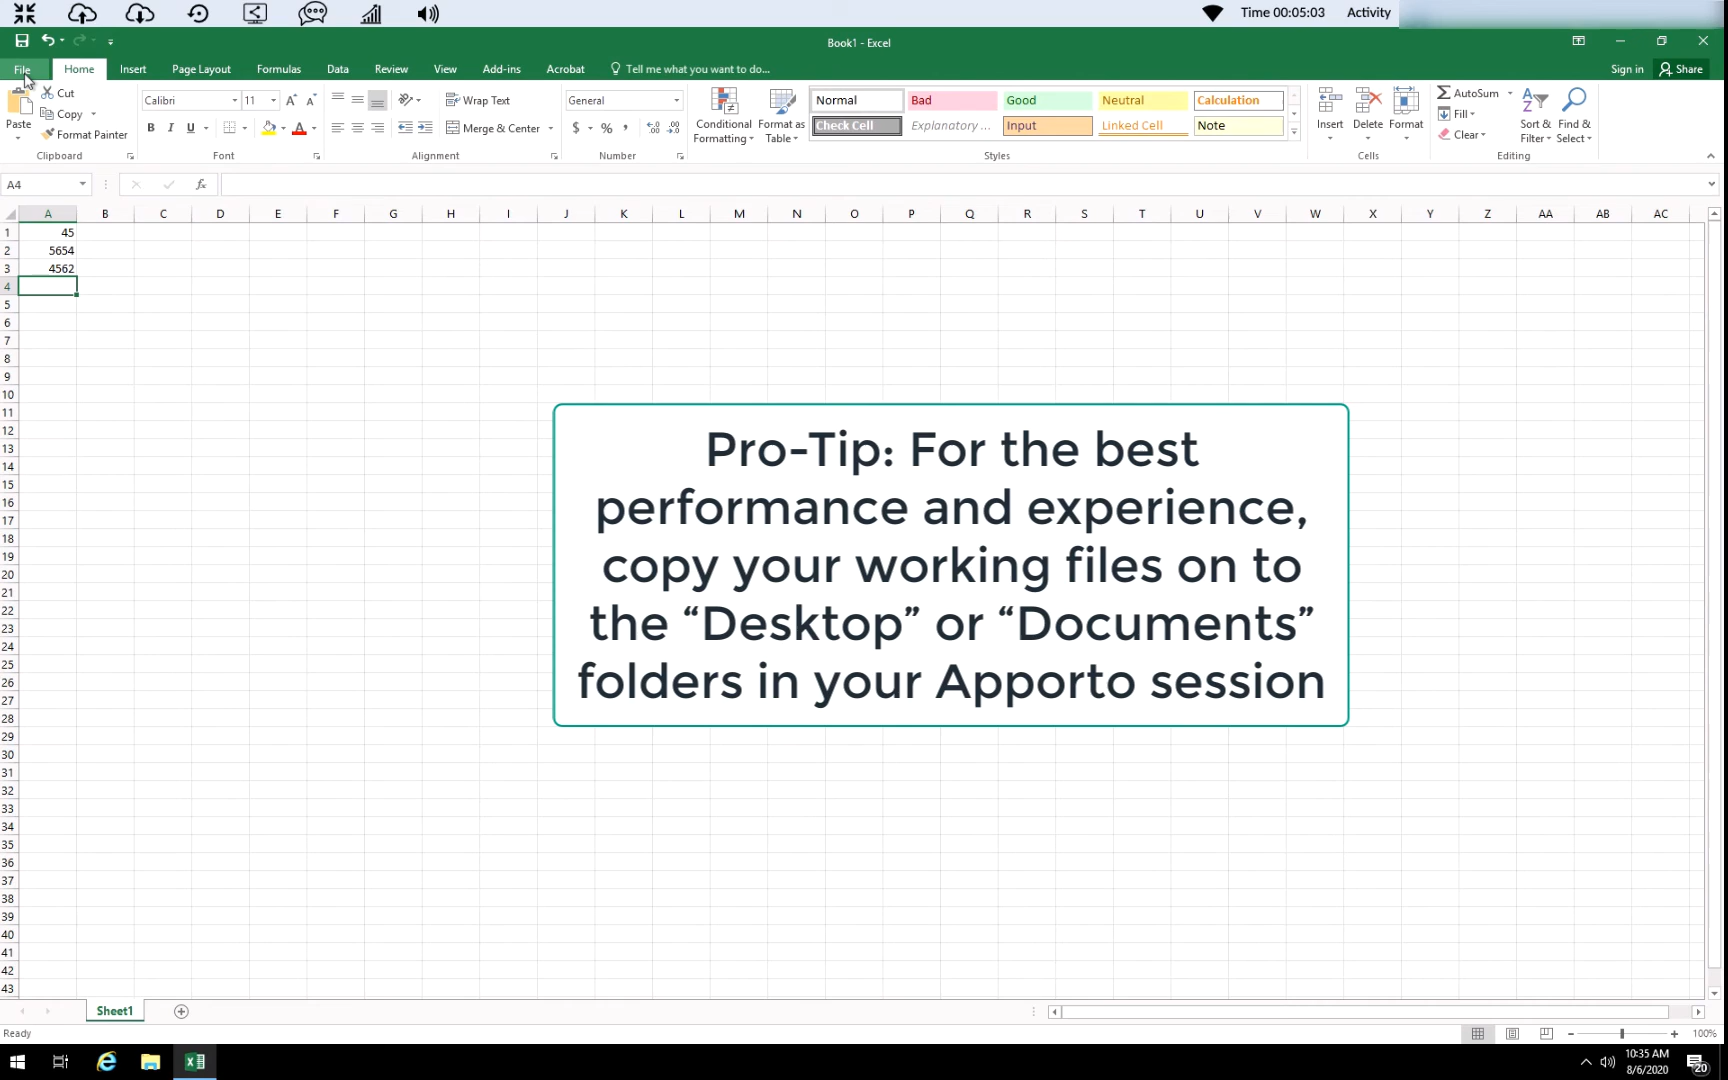 Time 00:05:03 Activity
Book1 - Excel
File Home Insert Page Layout Formulas Data Review View Add-ins Acrobat Tell me what you want to do... Sign in Share
Cut Calibri 11 Wrap Text General Normal Bad Good Neutral Calculation AutoSum
Paste Copy Conditional Formatting Format as Table Insert Delete Format Fill Sort & Filter Find & Select
Format Painter B I U Merge & Center $ % , Check Cell Explanatory ... Input Linked Cell Note Clear
Clipboard Font Alignment Number Styles Cells Editing
A4 fx
A B C D E F G H I J K L M N O P Q R S T U V W X Y Z AA AB AC
1 45
2 5654
3 4562
4
5
6
7
8
9
10
11
12
13
14
15
16
17
18
19
20
21
22
23
24
25
26
27
28
29
30
31
32
33
34
35
36
37
38
39
40
41
42
43
Pro-Tip: For the best
performance and experience,
copy your working files on to
the “Desktop” or “Documents”
folders in your Apporto session
Sheet1
Ready 100%
10:35 AM
8/6/2020 20